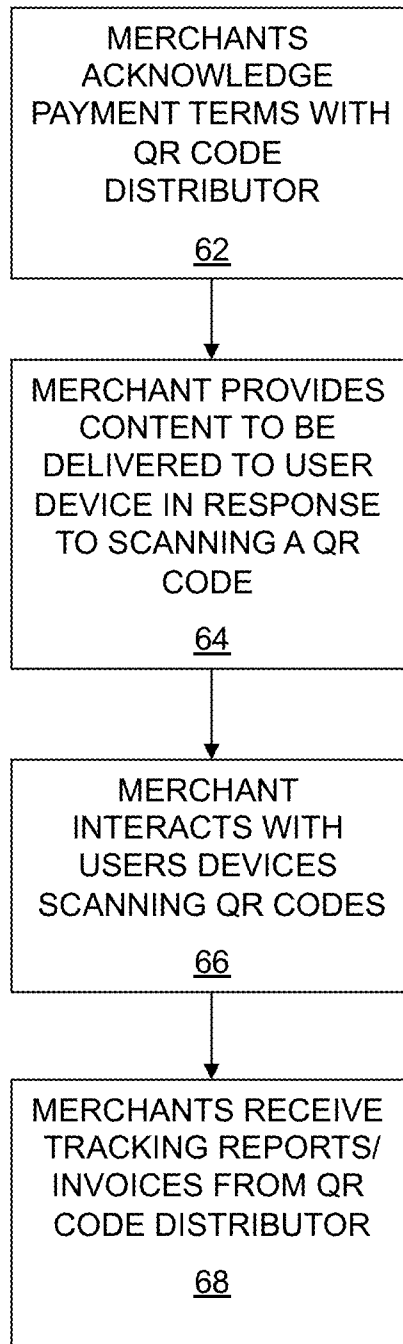 MERCHANTS
ACKNOWLEDGE
PAYMENT TERMS WITH
QR CODE
DISTRIBUTOR
62
MERCHANT PROVIDES
CONTENT TO BE
DELIVERED TO USER
DEVICE IN RESPONSE
TO SCANNING A QR
CODE
64
MERCHANT
INTERACTS WITH
USERS DEVICES
SCANNING QR CODES
66
MERCHANTS RECEIVE
TRACKING REPORTS/
INVOICES FROM QR
CODE DISTRIBUTOR
68